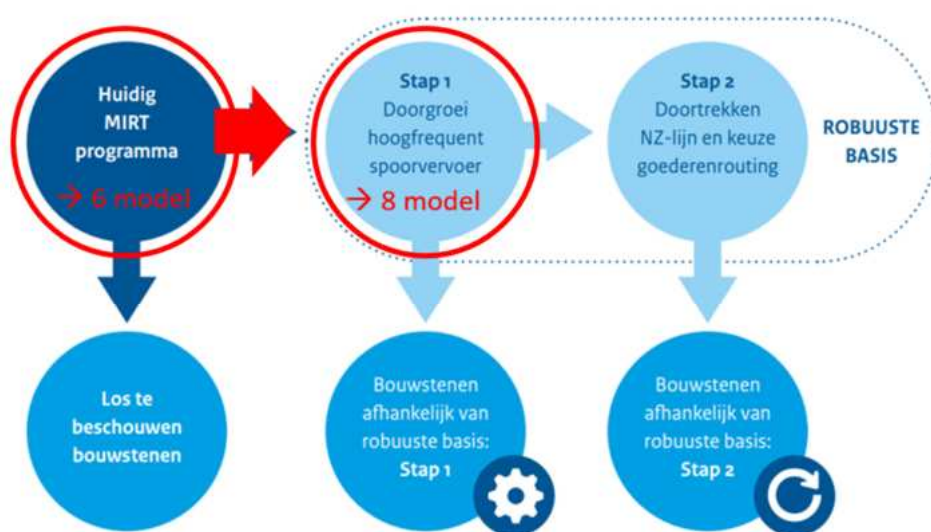 Huidig
MIRT
programma
→ 6 model
Stap 1
Doorgroei
hoogfrequent
spoorvervoer
→ 8 model
Stap 2
Doortrekken
NZ-lijn en keuze
goederenrouting
ROBUUSTE
BASIS
Los te
beschouwen
bouwstenen
Bouwstenen
afhankelijk van
robuuste basis:
Stap 1
Bouwstenen
afhankelijk van
robuuste basis:
Stap 2